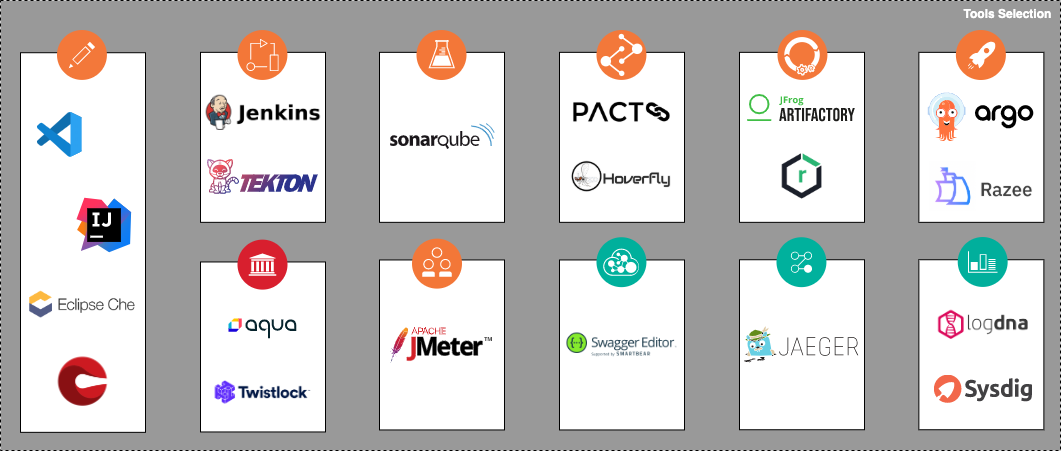 Tools Selection
IJ
Eclipse Che
Jenkins
TEKTON
sonarqube
PACT
Hoverfly
JFrog
ARTIFACTORY
r
argo
Razee
aqua
Twistlock
APACHE
JMeter™
{-}
Swagger Editor.
Supported by SMARTBEAR
JAEGER
logdna
Sysdig